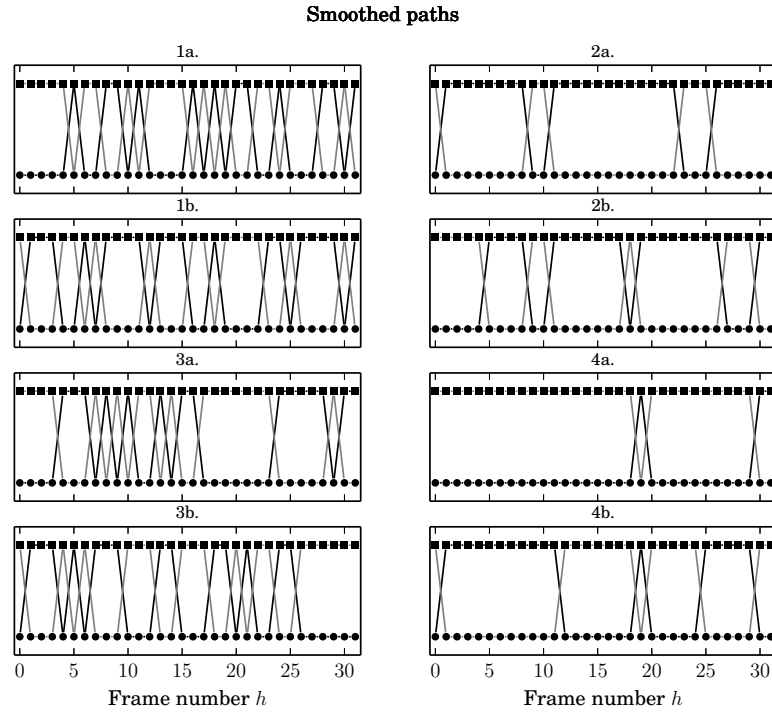 Smoothed paths
1a.
2a.
1b.
2b.
3a.
4a.
3b.
4b.
0 5 10 15 20 25 30
0 5 10 15 20 25 30
Frame number h
Frame number h